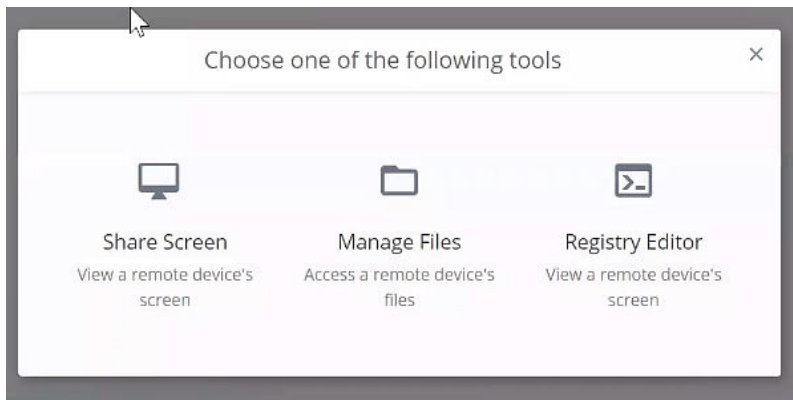 Choose one of the following tools
Share Screen
View a remote device's
screen
Manage Files
Access a remote device's
files
Registry Editor
View a remote device's
screen